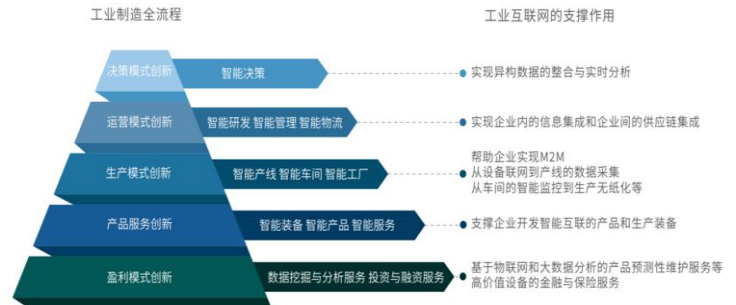 工业制造全流程
工业互联网的支撑作用
决策模式创新
智能决策
实现异构数据的整合与实时分析
运营模式创新
智能研发 智能管理 智能物流
实现企业内的信息集成和企业间的供应链集成
生产模式创新
智能产线 智能车间 智能工厂
帮助企业实现M2M
从设备联网到产线的数据采集
从车间的智能监控到生产无纸化等
产品服务创新
智能装备 智能产品 智能服务
支撑企业开发智能互联的产品和生产装备
盈利模式创新
数据挖掘与分析服务 投资与融资服务
基于物联网和大数据分析的产品预测性维护服务等
高价值设备的金融与保险服务